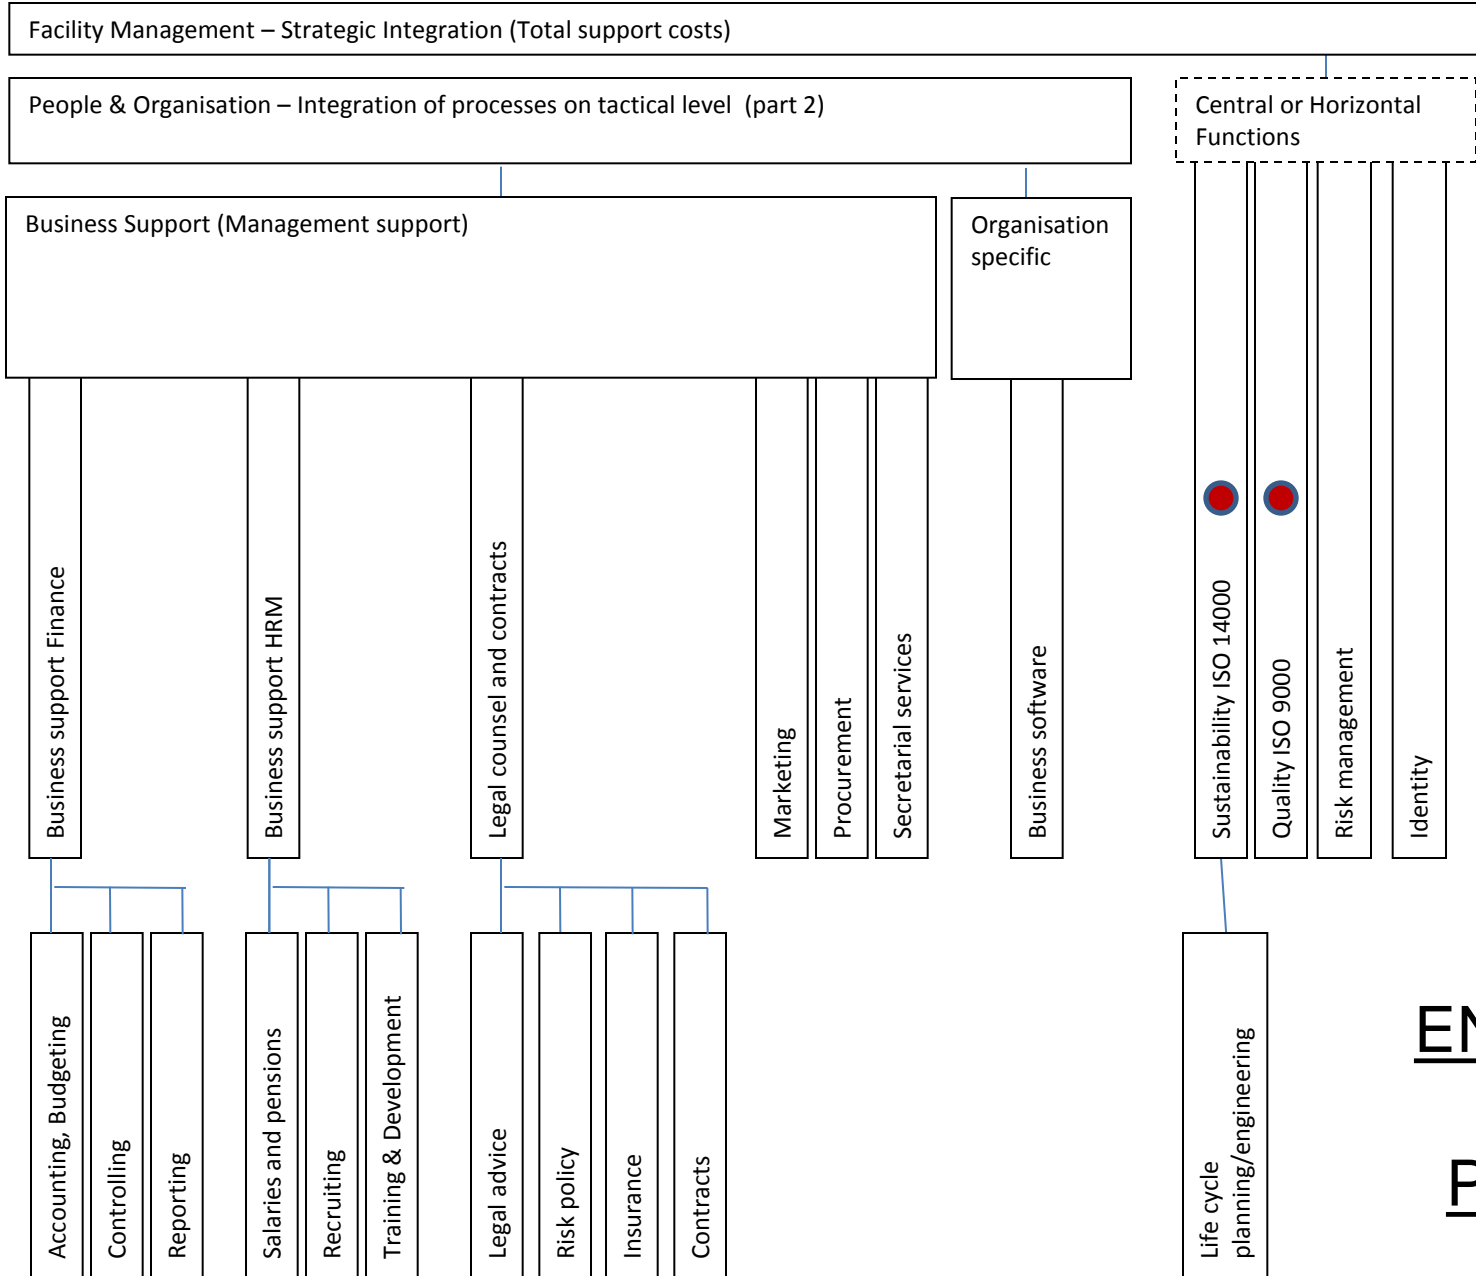 Facility Management – Strategic Integration (Total support costs)
People & Organisation – Integration of processes on tactical level  (part 2)
Central or Horizontal
Functions
Business Support (Management support)
Organisation
specific
Business support Finance
Business support HRM
Legal counsel and contracts
Marketing
Procurement
Secretarial services
Business software
Sustainability ISO 14000
Quality ISO 9000
Risk management
Identity
Accounting, Budgeting
Controlling
Reporting
Salaries and pensions
Recruiting
Training & Development
Legal advice
Risk policy
Insurance
Contracts
Life cycle
planning/engineering
EN
P